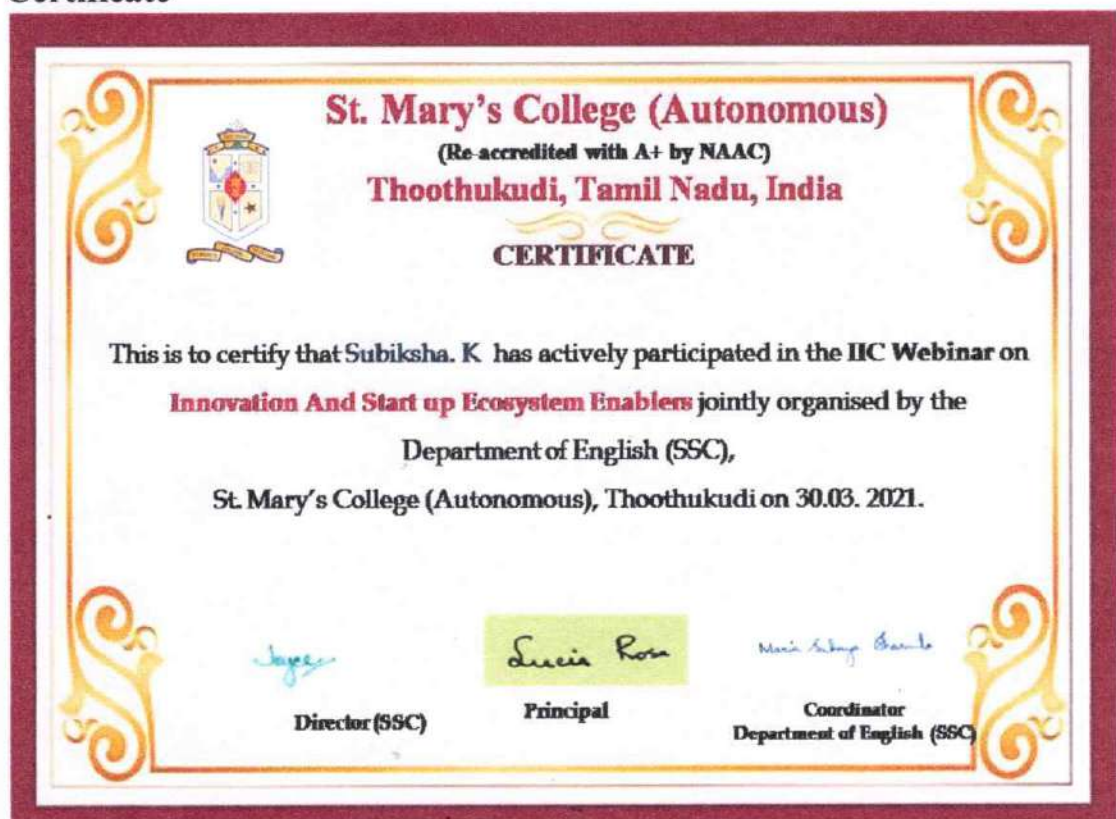 St. Mary's College (Autonomous)
(Re-accredited with A+ by NAAC)
Thoothukudi, Tamil Nadu, India
CERTIFICATE
This is to certify that Subiksha. K has actively participated in the IIC Webinar on
Innovation And Start up Ecosystem Enablers jointly organised by the
Department of English (SSC),
St. Mary's College (Autonomous), Thoothukudi on 30.03. 2021.
Lucia Rose
Director (SSC)
Principal
Coordinator
Department of English (SSC)